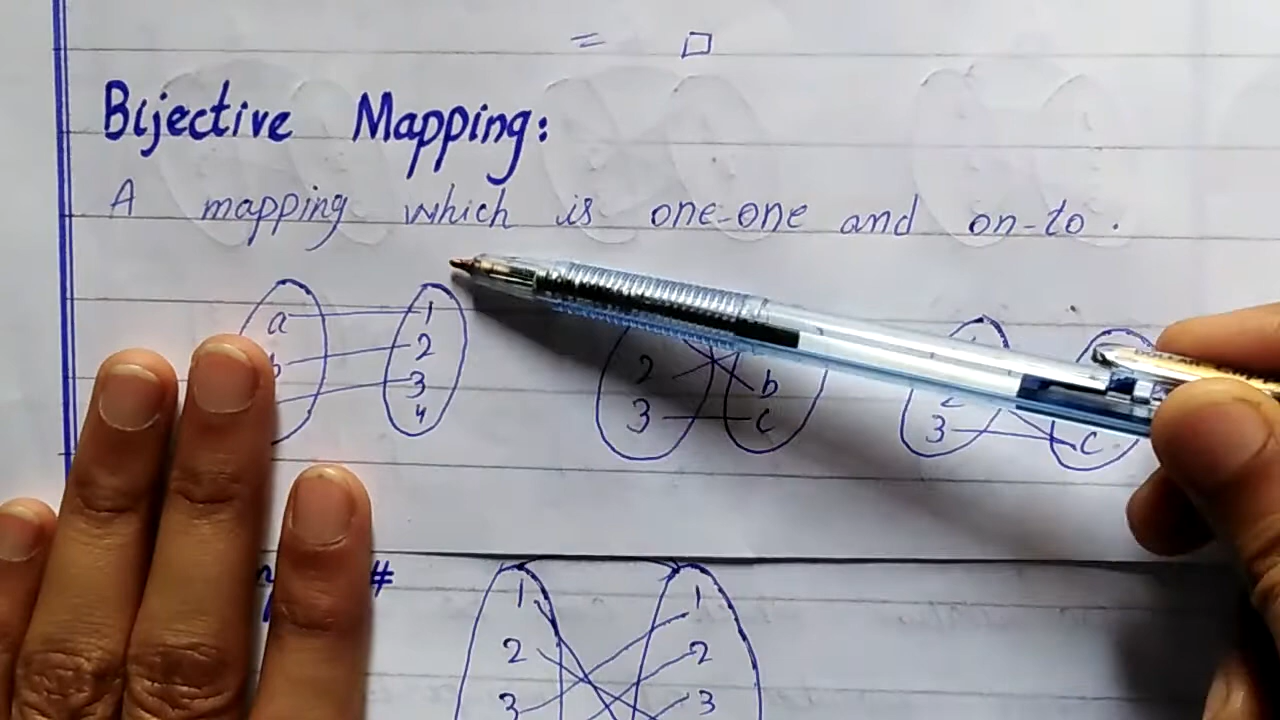 = □
Bijective Mapping:
A mapping which is one-one and on-to.
a 1
b 2
3
4
2 b
3 c
2
3 c
#
1 1
2 2
3 3